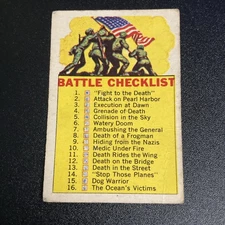 BATTLE CHECKLIST
1. "Fight to the Death"
2. Attack on Pearl Harbor
3. Execution at Dawn
4. Grenade of Death
5. Collision in the Sky
6. Watery Doom
7. Ambushing the General
8. Death of a Frogman
9. Hiding from the Nazis
10. Medic Under Fire
11. Death Rides the Wing
12. Death on the Bridge
13. Death in the Street
14. "Stop Those Planes"
15. Dog Warrior
16. The Ocean's Victims